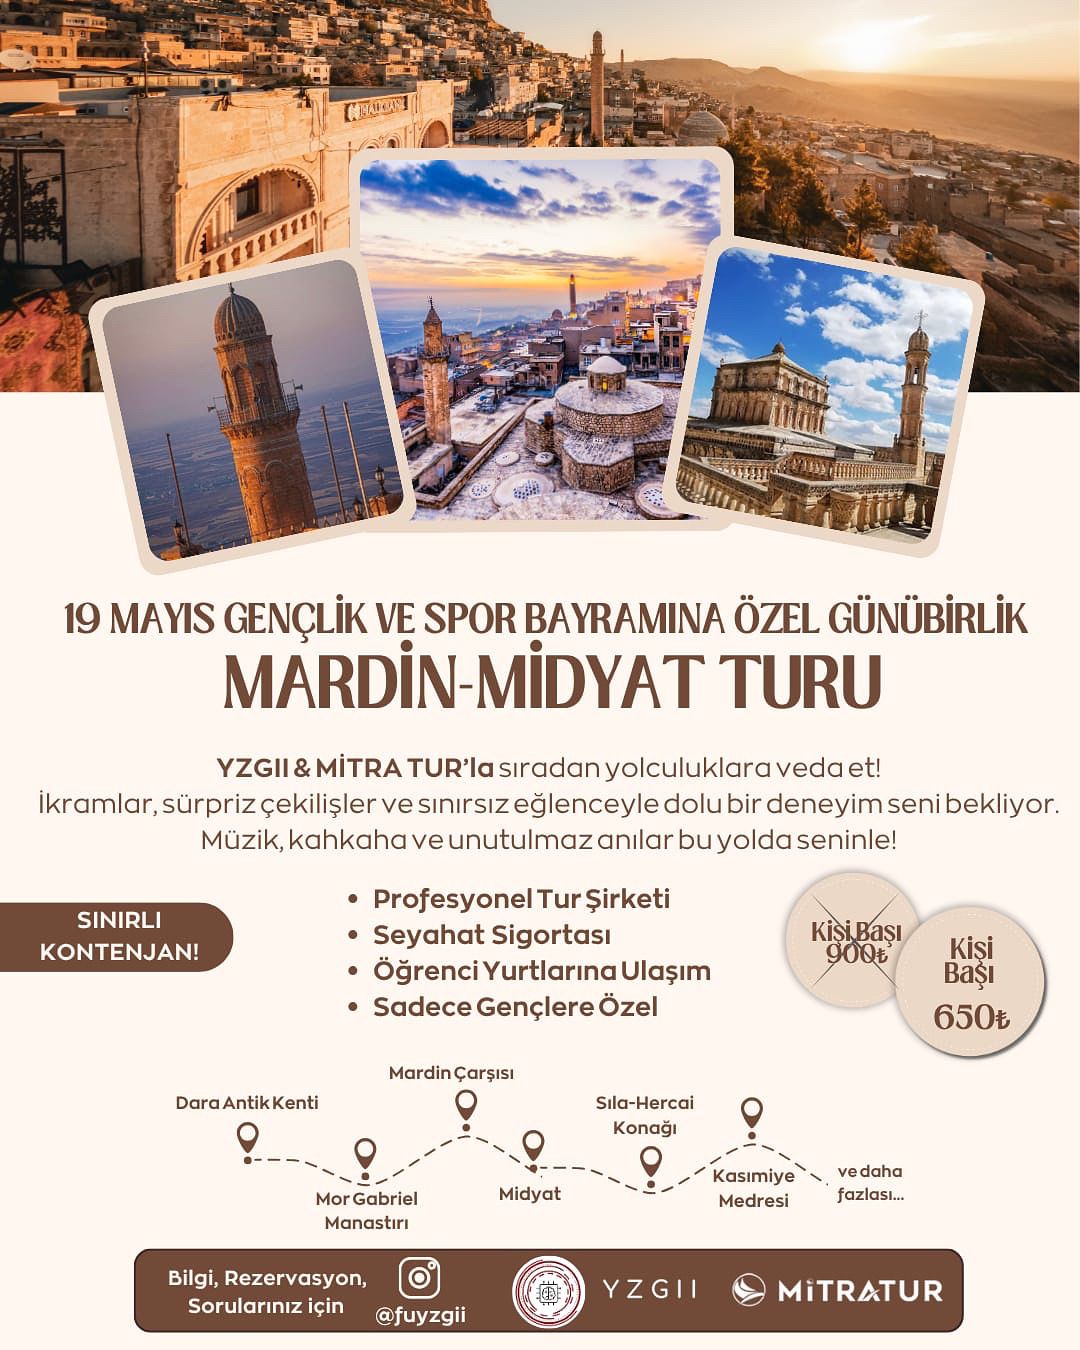 19 MAYIS GENÇLİK VE SPOR BAYRAMINA ÖZEL GÜNÜBİRLİK
MARDİN-MİDYAT TURU
YZGII & MİTRA TUR'la sıradan yolculuklara veda et!
İkramlar, sürpriz çekilişler ve sınırsız eğlenceyle dolu bir deneyim seni bekliyor.
Müzik, kahkaha ve unutulmaz anılar bu yolda seninle!
SINIRLI
KONTENJAN!
• Profesyonel Tur Şirketi
• Seyahat Sigortası
• Öğrenci Yurtlarına Ulaşım
• Sadece Gençlere Özel
Kişi Başı
900₺
Kişi
Başı
650₺
Dara Antik Kenti
Mor Gabriel
Manastırı
Mardin Çarşısı
Midyat
Sıla-Hercai
Konağı
Kasımiye
Medresi
ve daha
fazlası...
Bilgi, Rezervasyon,
Sorularınız için
@fuyzgii
YZGII
MİTRATUR